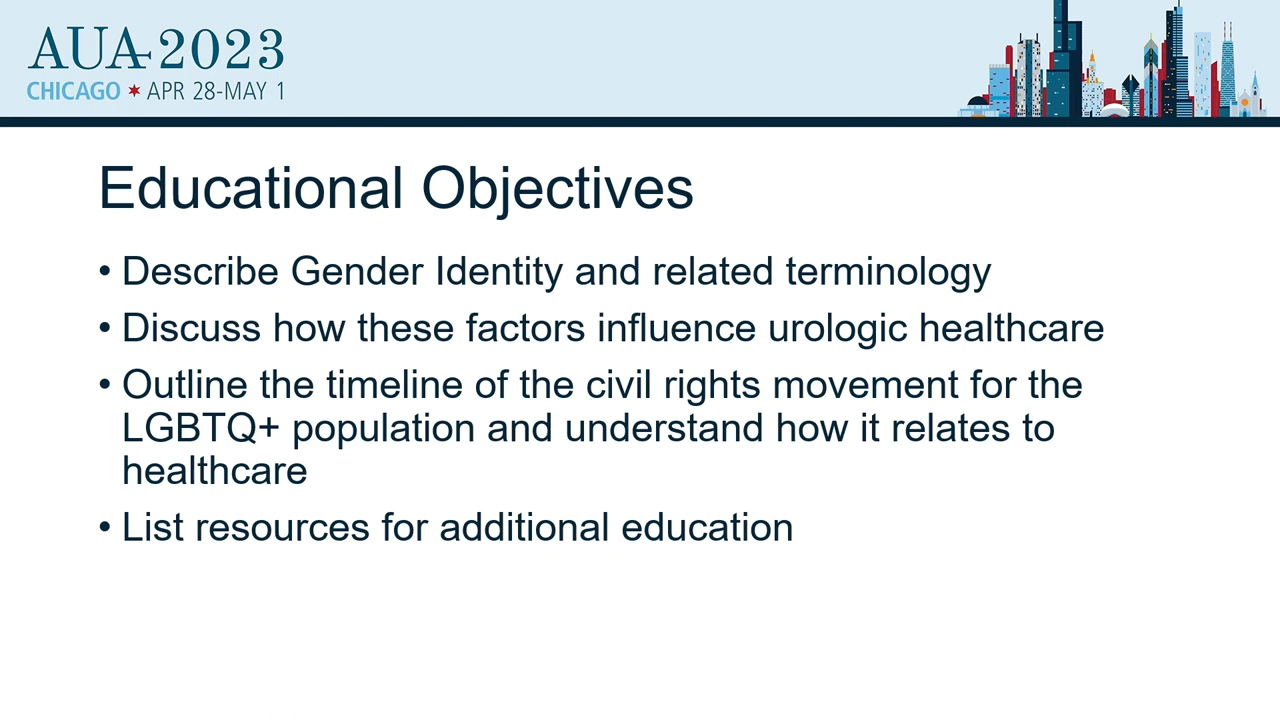 AUA 2023
CHICAGO ★ APR 28-MAY 1
Educational Objectives
• Describe Gender Identity and related terminology
• Discuss how these factors influence urologic healthcare
• Outline the timeline of the civil rights movement for the
LGBTQ+ population and understand how it relates to
healthcare
• List resources for additional education